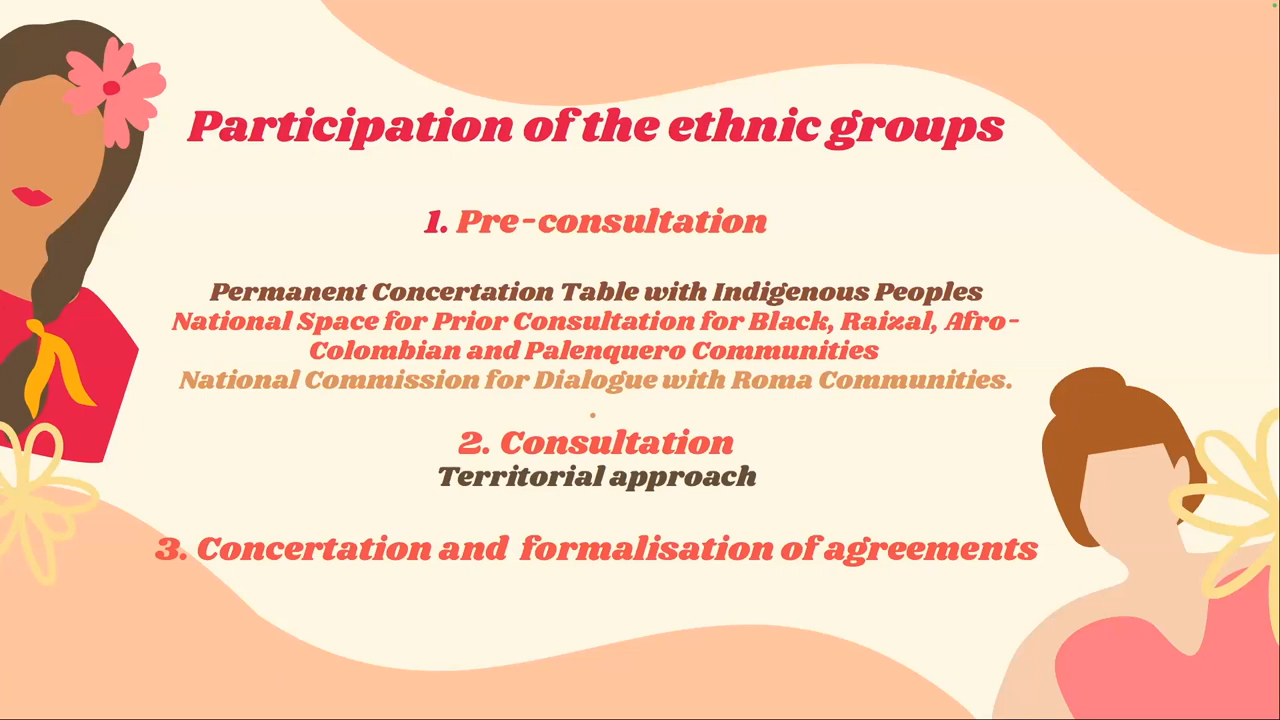 Participation of the ethnic groups
1. Pre-consultation
Permanent Concertation Table with Indigenous Peoples
National Space for Prior Consultation for Black, Raizal, Afro-
Colombian and Palenquero Communities
National Commission for Dialogue with Roma Communities.
.
2. Consultation
Territorial approach
3. Concertation and formalisation of agreements